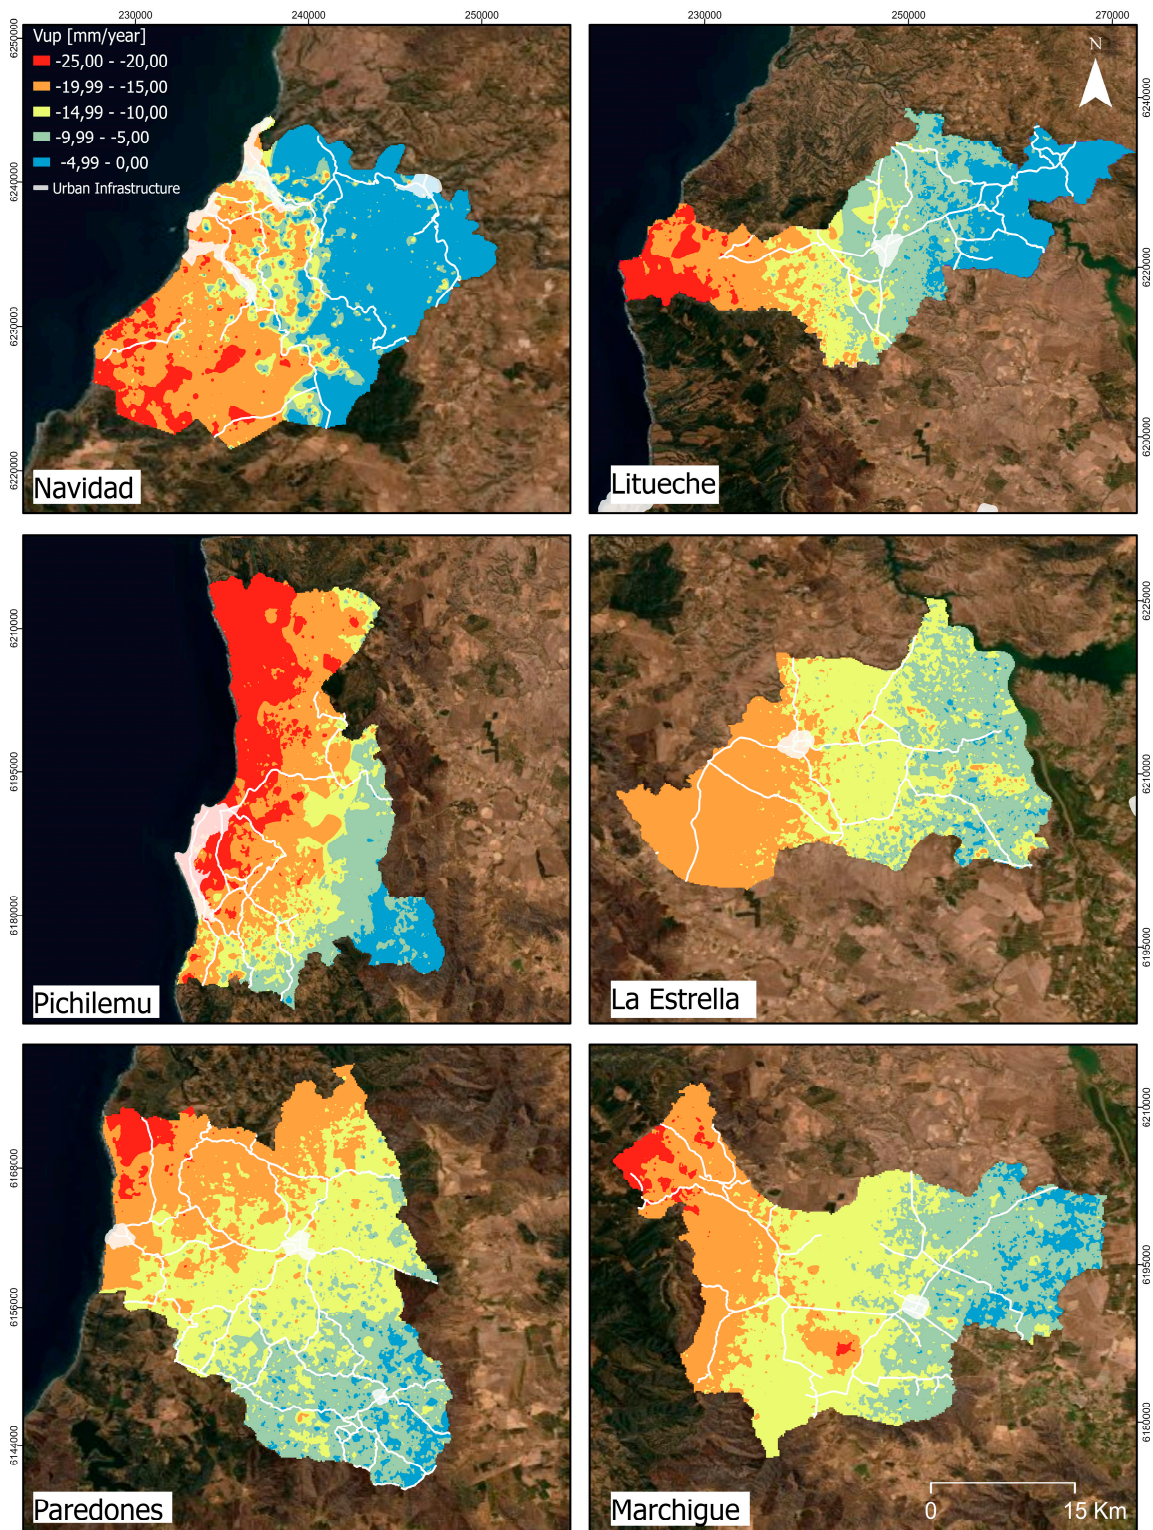 230000
240000
250000
230000
250000
270000
Vup [mm/year]
-25,00 - -20,00
-19,99 - -15,00
-14,99 - -10,00
-9,99 - -5,00
-4,99 - 0,00
Urban Infrastructure
6250000
6240000
6230000
6220000
Navidad
N
6240000
6220000
6200000
Litueche
6210000
6195000
6180000
Pichilemu
6225000
6210000
6195000
La Estrella
6168000
6156000
6144000
Paredones
6210000
6195000
6180000
Marchigue
0
15 Km